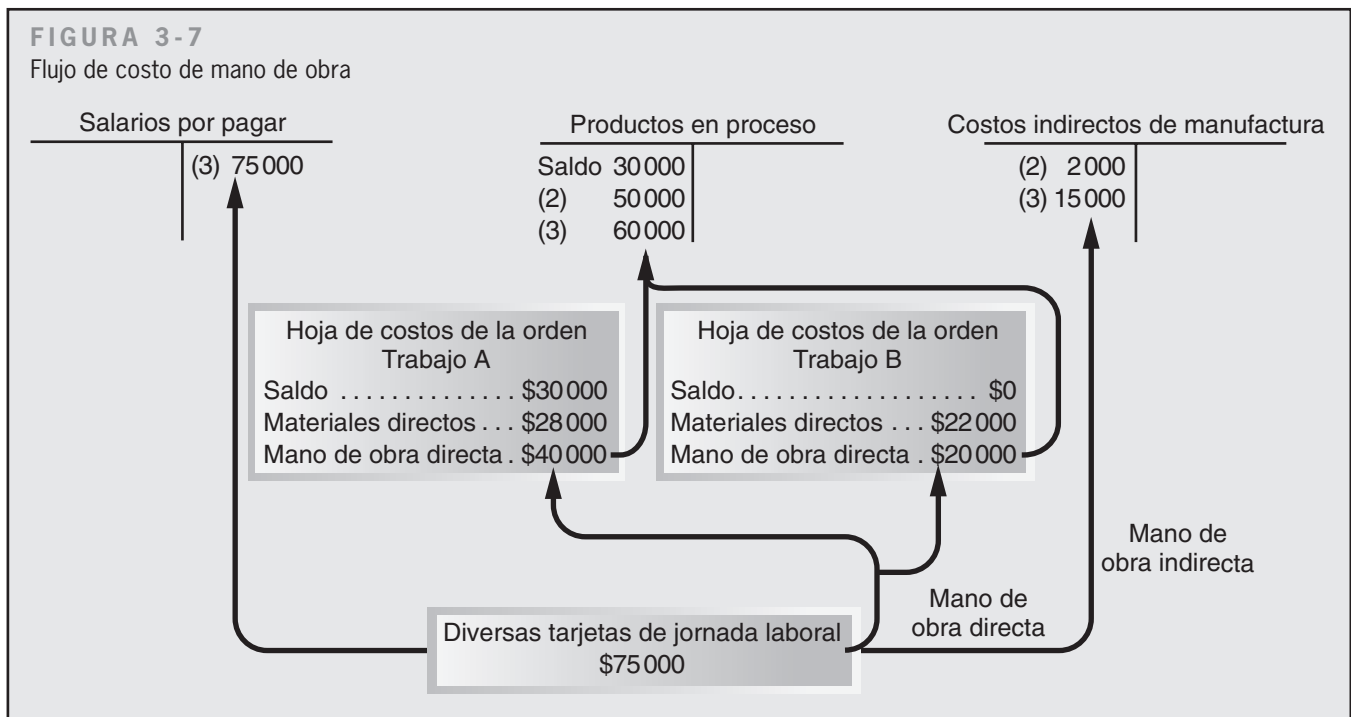 FIGURA 3-7
Flujo de costo de mano de obra
Salarios por pagar
(3) 75 000
Productos en proceso
Saldo 30 000
(2) 50 000
(3) 60 000
Costos indirectos de manufactura
(2) 2 000
(3) 15 000
Hoja de costos de la orden
Trabajo A
Saldo . . . . . . . . . . . . . . $30 000
Materiales directos . . . $28 000
Mano de obra directa . $40 000
Hoja de costos de la orden
Trabajo B
Saldo. . . . . . . . . . . . . . . . . . . $0
Materiales directos . . . $22 000
Mano de obra directa . $20 000
Mano de
obra indirecta
Mano de
obra directa
Diversas tarjetas de jornada laboral
$75 000